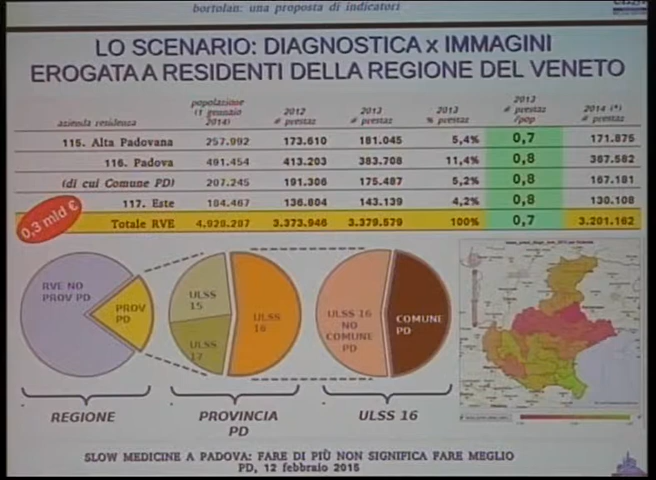 bortolan: una proposta di indicatori
LO SCENARIO: DIAGNOSTICA x IMMAGINI
EROGATA A RESIDENTI DELLA REGIONE DEL VENETO
azienda residenza popolazione (1 gennaio 2014) 2012 # prestaz 2013 # prestaz 2013 % prestaz 2013 # prestaz /pop 2014 (*) # prestaz
115. Alta Padovana 257.992 173.610 181.045 5,4% 0,7 171.875
116. Padova 491.454 413.203 383.708 11,4% 0,8 367.582
(di cui Comune PD) 207.245 191.306 175.487 5,2% 0,8 167.181
117. Este 184.467 136.804 143.139 4,2% 0,8 130.108
Totale RVE 4.928.287 3.373.946 3.379.579 100% 0,7 3.201.162
0,3 mld €
RVE NO
PROV PD
PROV
PD
ULSS
15
ULSS
17
ULSS
16
ULSS 16
NO
COMUNE
PD
COMUNE
PD
REGIONE
PROVINCIA
PD
ULSS 16
SLOW MEDICINE A PADOVA: FARE DI PIÙ NON SIGNIFICA FARE MEGLIO
PD, 12 febbraio 2015